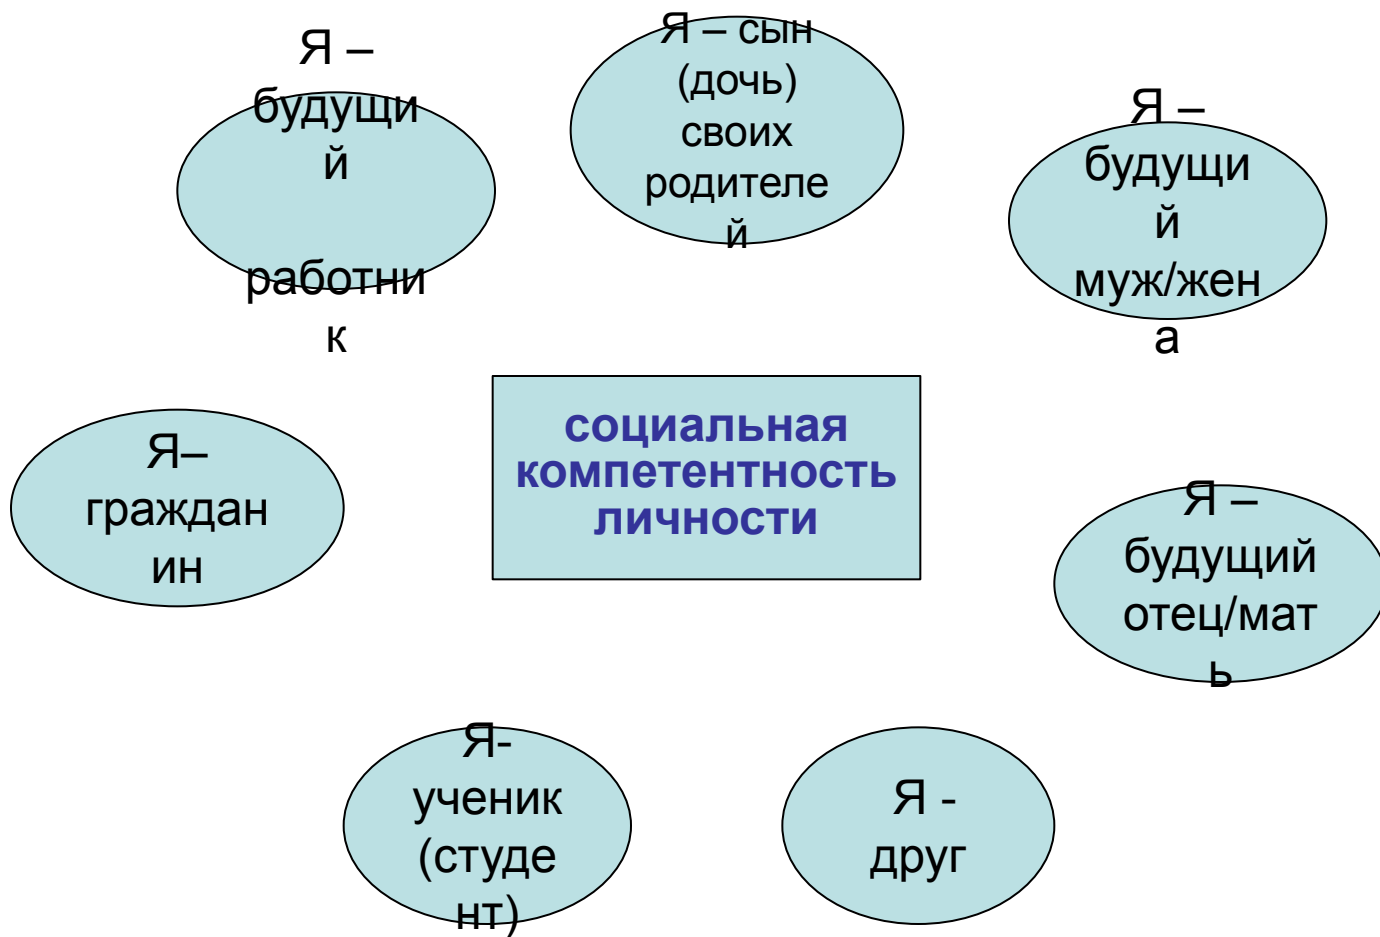 Я –
будущи
й
работни
к
Я – сын
(дочь)
своих
родителе
й
Я –
будущи
й
муж/жен
а
социальная
компетентность
личности
Я–
граждан
ин
Я –
будущий
отец/мат
ь
Я-
ученик
(студе
нт)
Я -
друг